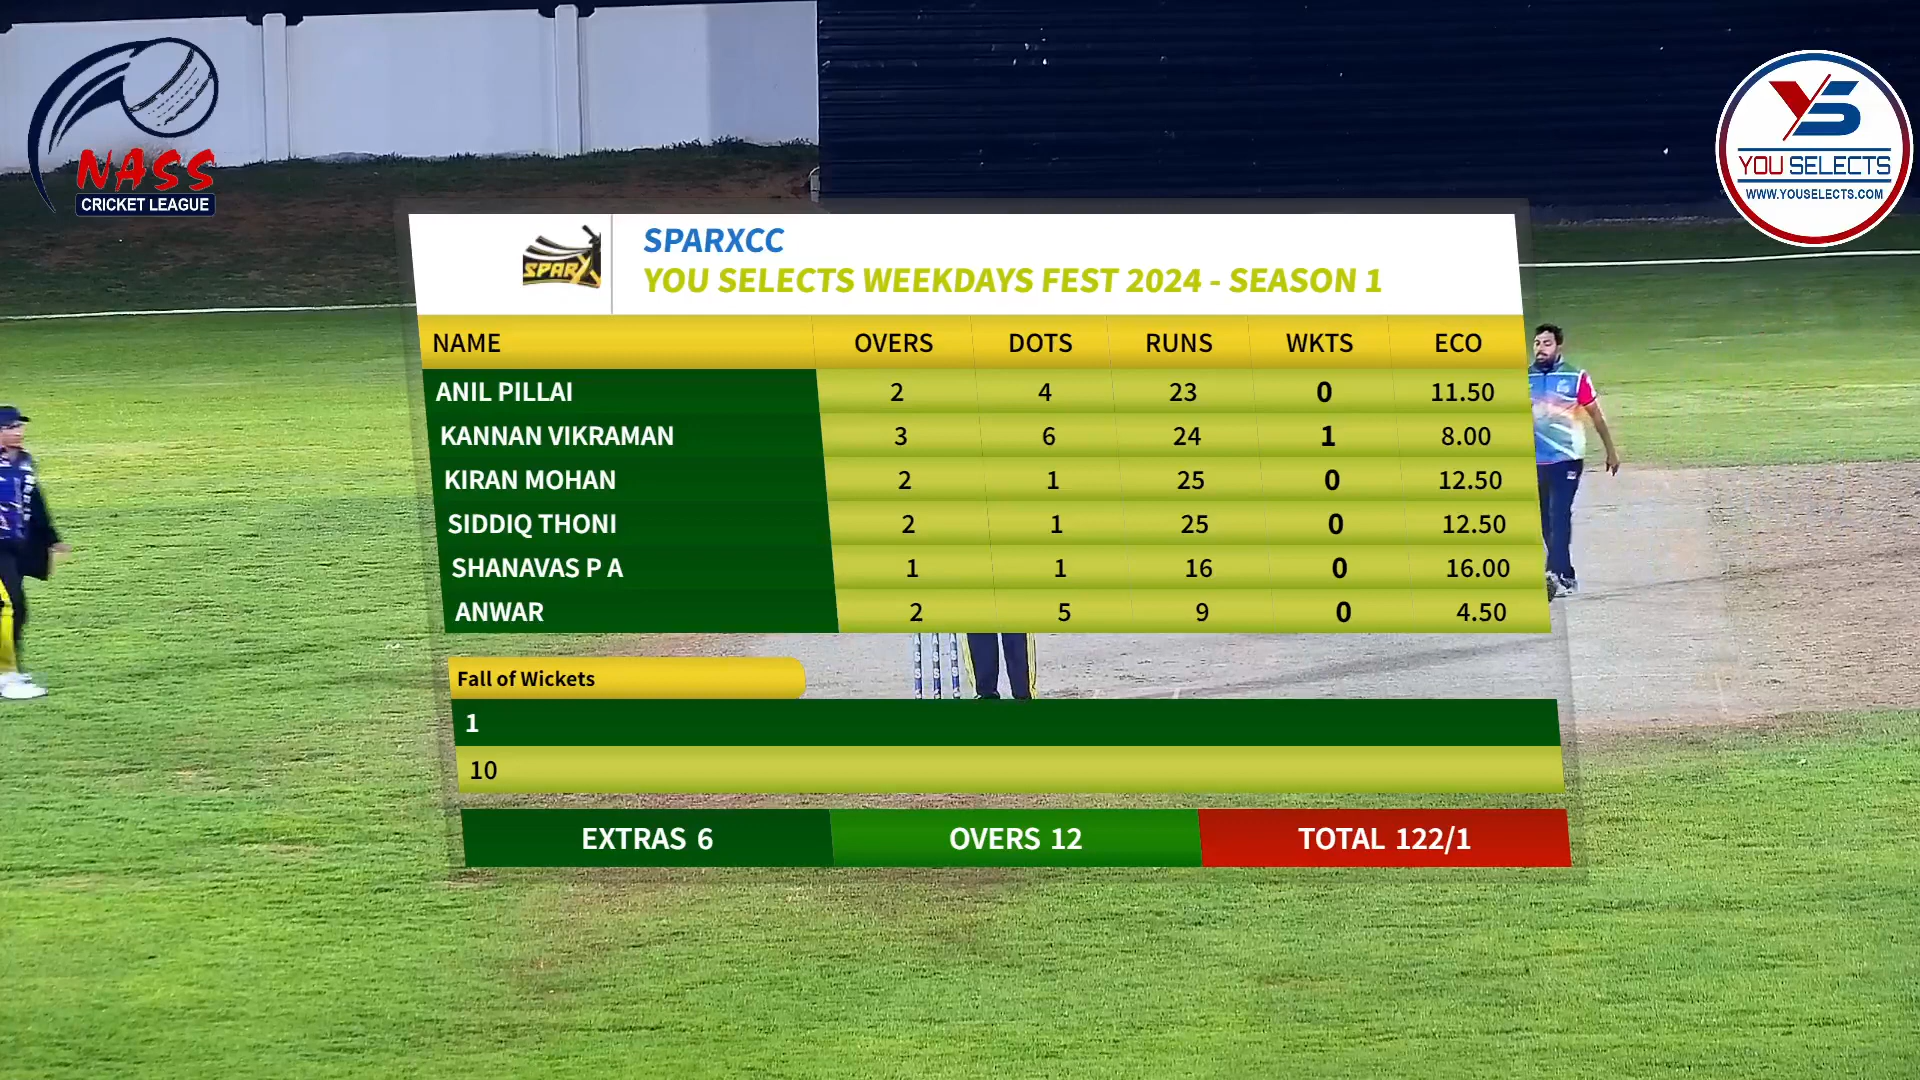 NASS
CRICKET LEAGUE
YS
YOU SELECTS
WWW.YOUSELECTS.COM
SPARX
SPARXCC
YOU SELECTS WEEKDAYS FEST 2024 - SEASON 1
NAME OVERS DOTS RUNS WKTS ECO
ANIL PILLAI 2 4 23 0 11.50
KANNAN VIKRAMAN 3 6 24 1 8.00
KIRAN MOHAN 2 1 25 0 12.50
SIDDIQ THONI 2 1 25 0 12.50
SHANAVAS P A 1 1 16 0 16.00
ANWAR 2 5 9 0 4.50
Fall of Wickets
1
10
EXTRAS 6 OVERS 12 TOTAL 122/1